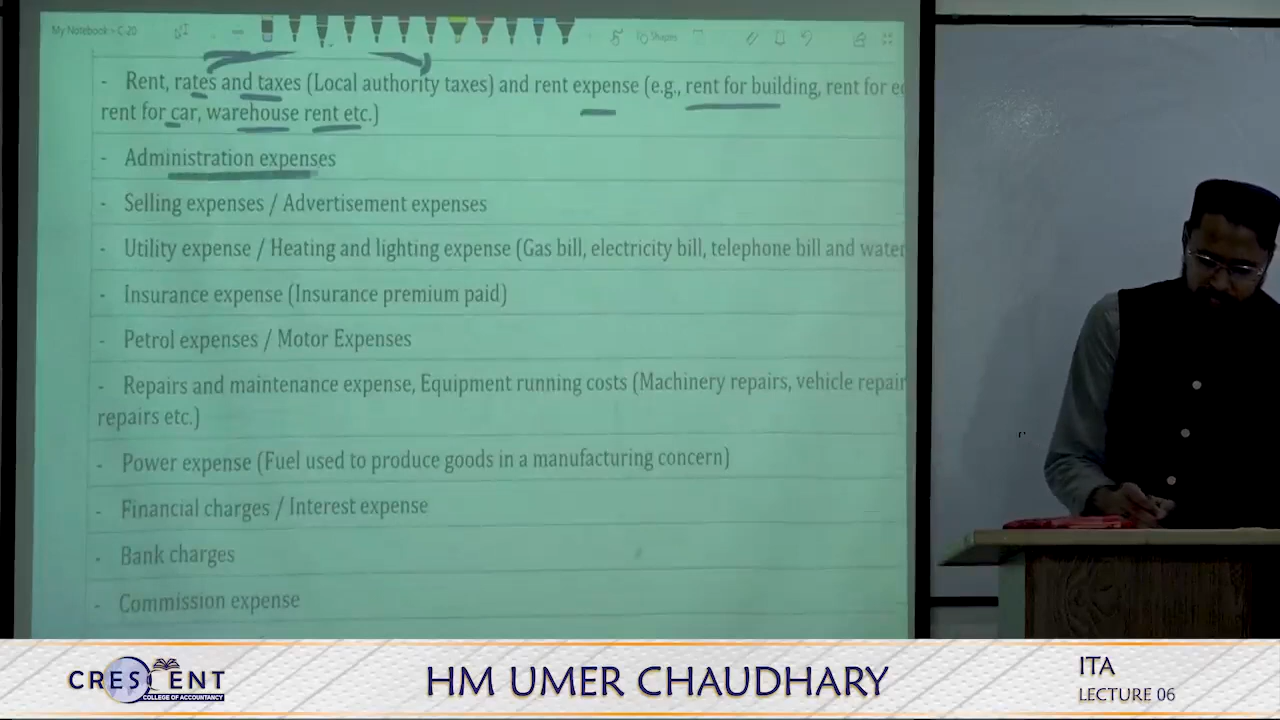 My Notebook - C-20
Shapes
- Rent, rates and taxes (Local authority taxes) and rent expense (e.g., rent for building, rent for e
rent for car, warehouse rent etc.)
- Administration expenses
- Selling expenses / Advertisement expenses
- Utility expense / Heating and lighting expense (Gas bill, electricity bill, telephone bill and water
- Insurance expense (Insurance premium paid)
- Petrol expenses / Motor Expenses
- Repairs and maintenance expense, Equipment running costs (Machinery repairs, vehicle repair
repairs etc.)
- Power expense (Fuel used to produce goods in a manufacturing concern)
- Financial charges / Interest expense
- Bank charges
- Commission expense
CRESCENT
COLLEGE OF ACCOUNTANCY
HM UMER CHAUDHARY
ITA
LECTURE 06